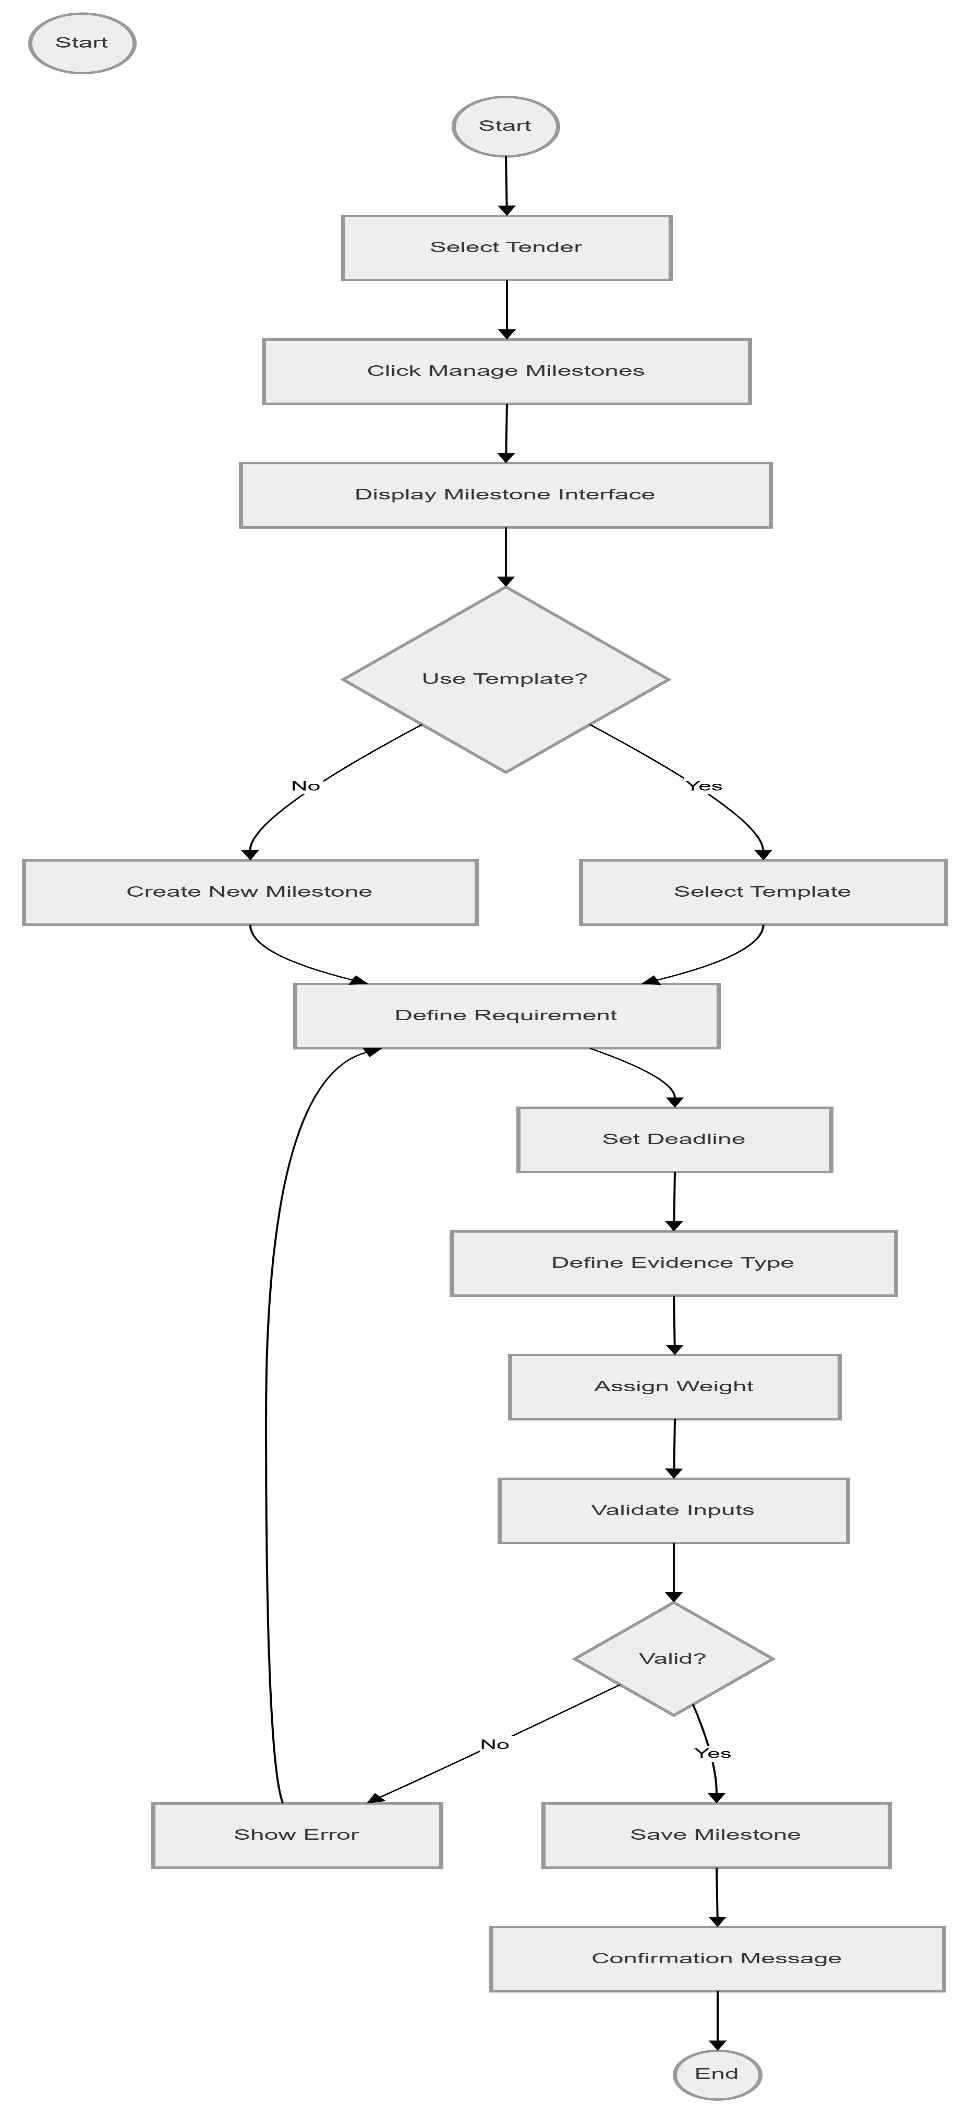 Start
Start
Select Tender
Click Manage Milestones
Display Milestone Interface
Use Template?
No
Yes
Create New Milestone
Select Template
Define Requirement
Set Deadline
Define Evidence Type
Assign Weight
Validate Inputs
Valid?
No
Yes
Show Error
Save Milestone
Confirmation Message
End